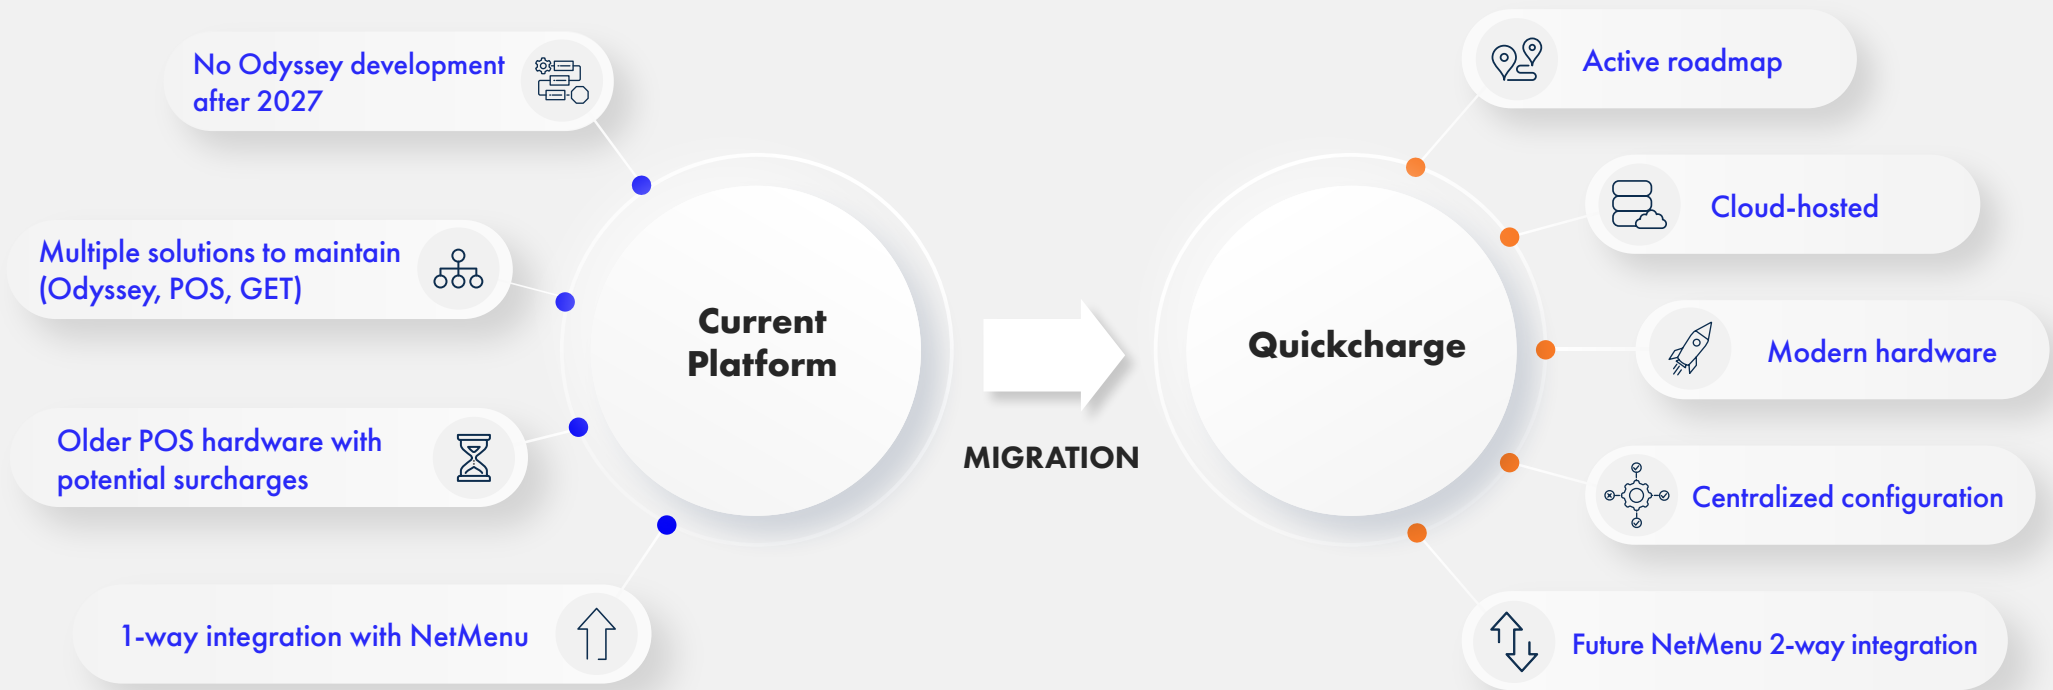 No Odyssey development
after 2027
Multiple solutions to maintain
(Odyssey, POS, GET)
Older POS hardware with
potential surcharges
1-way integration with NetMenu
Current
Platform
MIGRATION
Quickcharge
Active roadmap
Cloud-hosted
Modern hardware
Centralized configuration
Future NetMenu 2-way integration